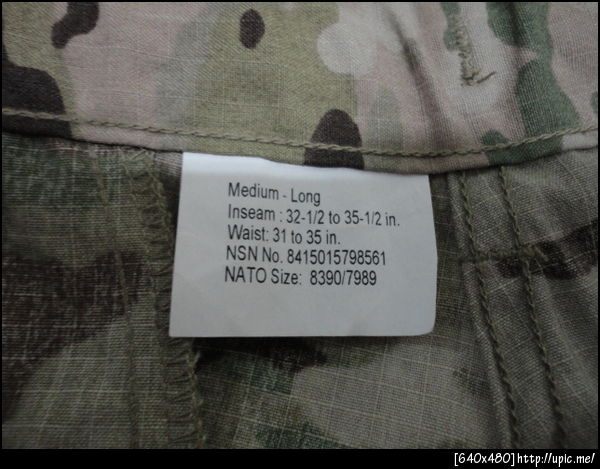 Medium - Long
Inseam : 32-1/2 to 35-1/2 in.
Waist: 31 to 35 in.
NSN No. 8415015798561
NATO Size: 8390/7989
[640x480]http://upic.me/